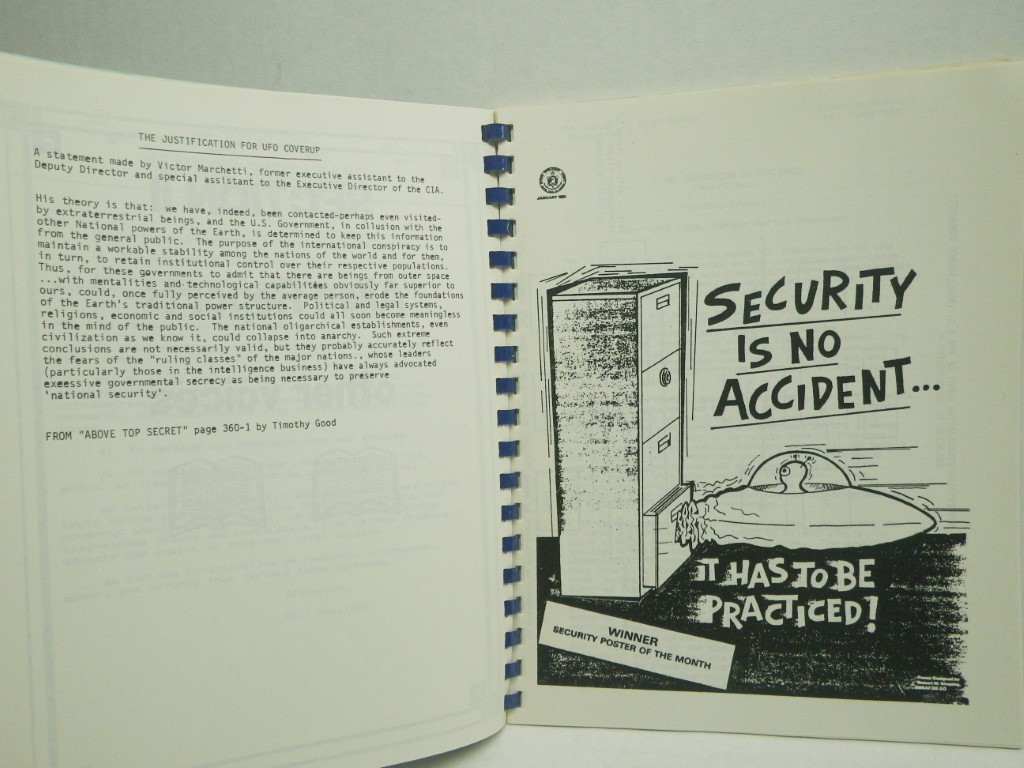 THE JUSTIFICATION FOR UFO COVERUP
A statement made by Victor Marchetti, former executive assistant to the
Deputy Director and special assistant to the Executive Director of the CIA.
His theory is that: we have, indeed, been contacted-perhaps even visited-
by extraterrestrial beings, and the U.S. Government, in collusion with the
other National powers of the Earth, is determined to keep this information
from the general public. The purpose of the international conspiracy is to
maintain a workable stability among the nations of the world and for them,
in turn, to retain institutional control over their respective populations.
Thus, for these governments to admit that there are beings from outer space
...with mentalities and technological capabilities obviously far superior to
ours, could, once fully perceived by the average person, erode the foundations
of the Earth's traditional power structure. Political and legal systems,
religions, economic and social institutions could all soon become meaningless
in the mind of the public. The national oligarchical establishments, even
civilization as we know it, could collapse into anarchy. Such extreme
conclusions are not necessarily valid, but they probably accurately reflect
the fears of the "ruling classes" of the major nations., whose leaders
(particularly those in the intelligence business) have always advocated
exeessive governmental secrecy as being necessary to preserve
'national security'.
FROM "ABOVE TOP SECRET" page 360-1 by Timothy Good
SECURITY
IS NO
ACCIDENT...
IT HAS TO BE
PRACTICED!
WINNER
SECURITY POSTER OF THE MONTH